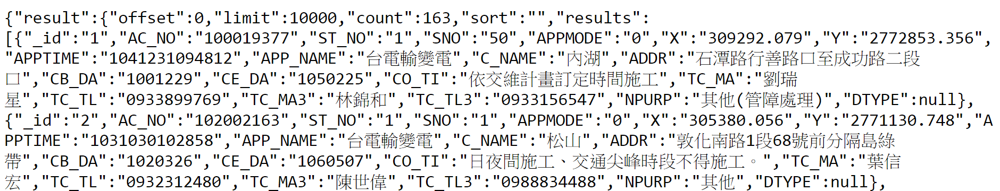 {"result":{"offset":0,"limit":10000,"count":163,"sort":"","results":
[{"_id":"1","AC_NO":"100019377","ST_NO":"1","SNO":"50","APPMODE":"0","X":"309292.079","Y":"2772853.356",
"APPTIME":"1041231094812","APP_NAME":"台電輸變電","C_NAME":"內湖","ADDR":"石潭路行善路口至成功路二段
口","CB_DA":"1001229","CE_DA":"1050225","CO_TI":"依交維計畫訂定時間施工","TC_MA":"劉瑞
星","TC_TL":"0933899769","TC_MA3":"林錦和","TC_TL3":"0933156547","NPURP":"其他(管障處理)","DTYPE":null},
{"_id":"2","AC_NO":"102002163","ST_NO":"1","SNO":"1","APPMODE":"0","X":"305380.056","Y":"2771130.748","A
PPTIME":"1031030102858","APP_NAME":"台電輸變電","C_NAME":"松山","ADDR":"敦化南路1段68號前分隔島綠
帶","CB_DA":"1020326","CE_DA":"1060507","CO_TI":"日夜間施工、交通尖峰時段不得施工。","TC_MA":"葉信
宏","TC_TL":"0932312480","TC_MA3":"陳世偉","TC_TL3":"0988834488","NPURP":"其他","DTYPE":null},